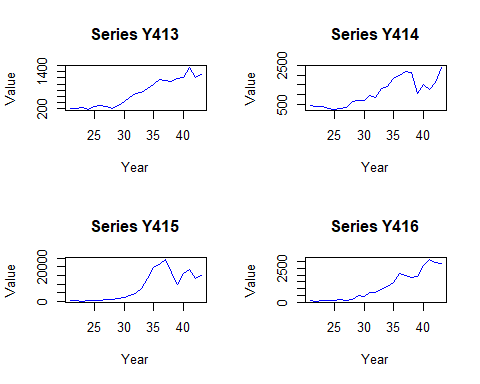 Series Y413
Value
200
1400
25
30
35
40
Year
Series Y414
Value
500
2500
25
30
35
40
Year
Series Y415
Value
0
20000
25
30
35
40
Year
Series Y416
Value
0
2500
25
30
35
40
Year